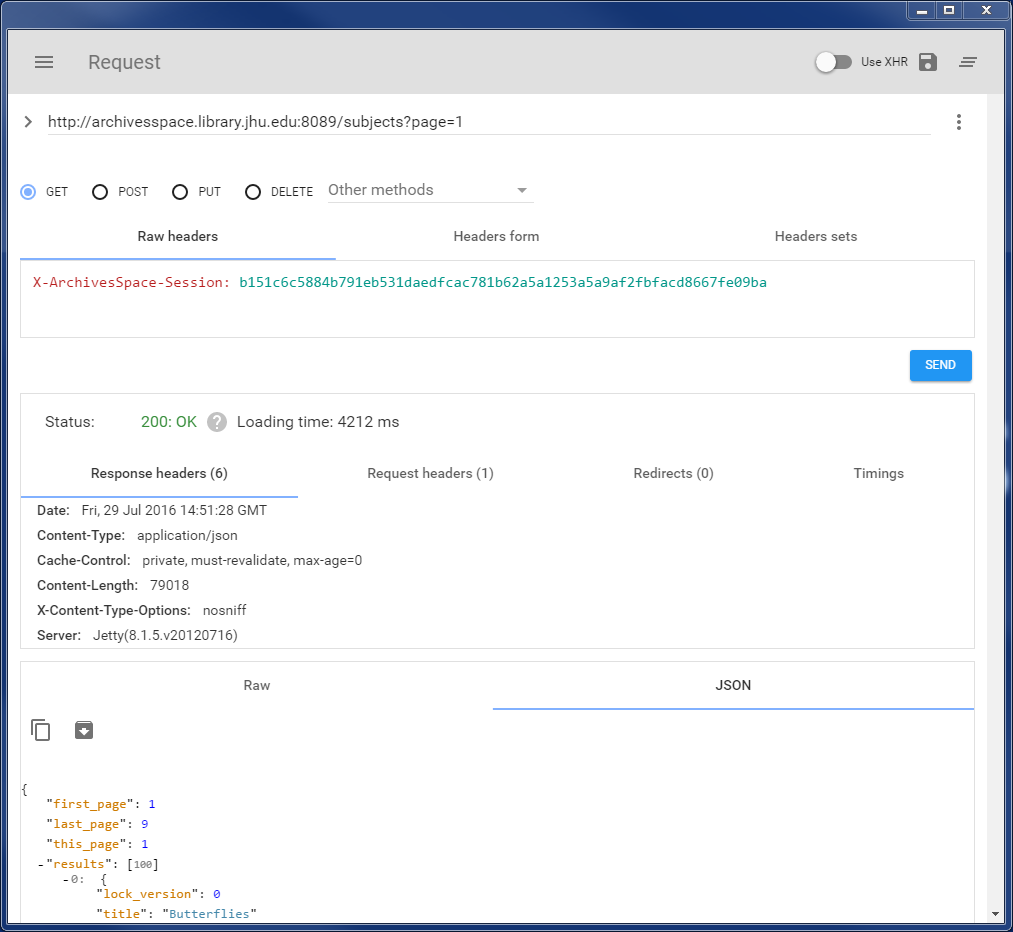 Request
Use XHR
http://archivesspace.library.jhu.edu:8089/subjects?page=1
GET POST PUT DELETE Other methods
Raw headers Headers form Headers sets
X-ArchivesSpace-Session: b151c6c5884b791eb531daedfcac781b62a5a1253a5a9af2fbfacd8667fe09ba
SEND
Status: 200: OK ? Loading time: 4212 ms
Response headers (6) Request headers (1) Redirects (0) Timings
Date: Fri, 29 Jul 2016 14:51:28 GMT
Content-Type: application/json
Cache-Control: private, must-revalidate, max-age=0
Content-Length: 79018
X-Content-Type-Options: nosniff
Server: Jetty(8.1.5.v20120716)
Raw JSON
{
"first_page": 1
"last_page": 9
"this_page": 1
-"results": [100]
-0: {
"lock_version": 0
"title": "Butterflies"